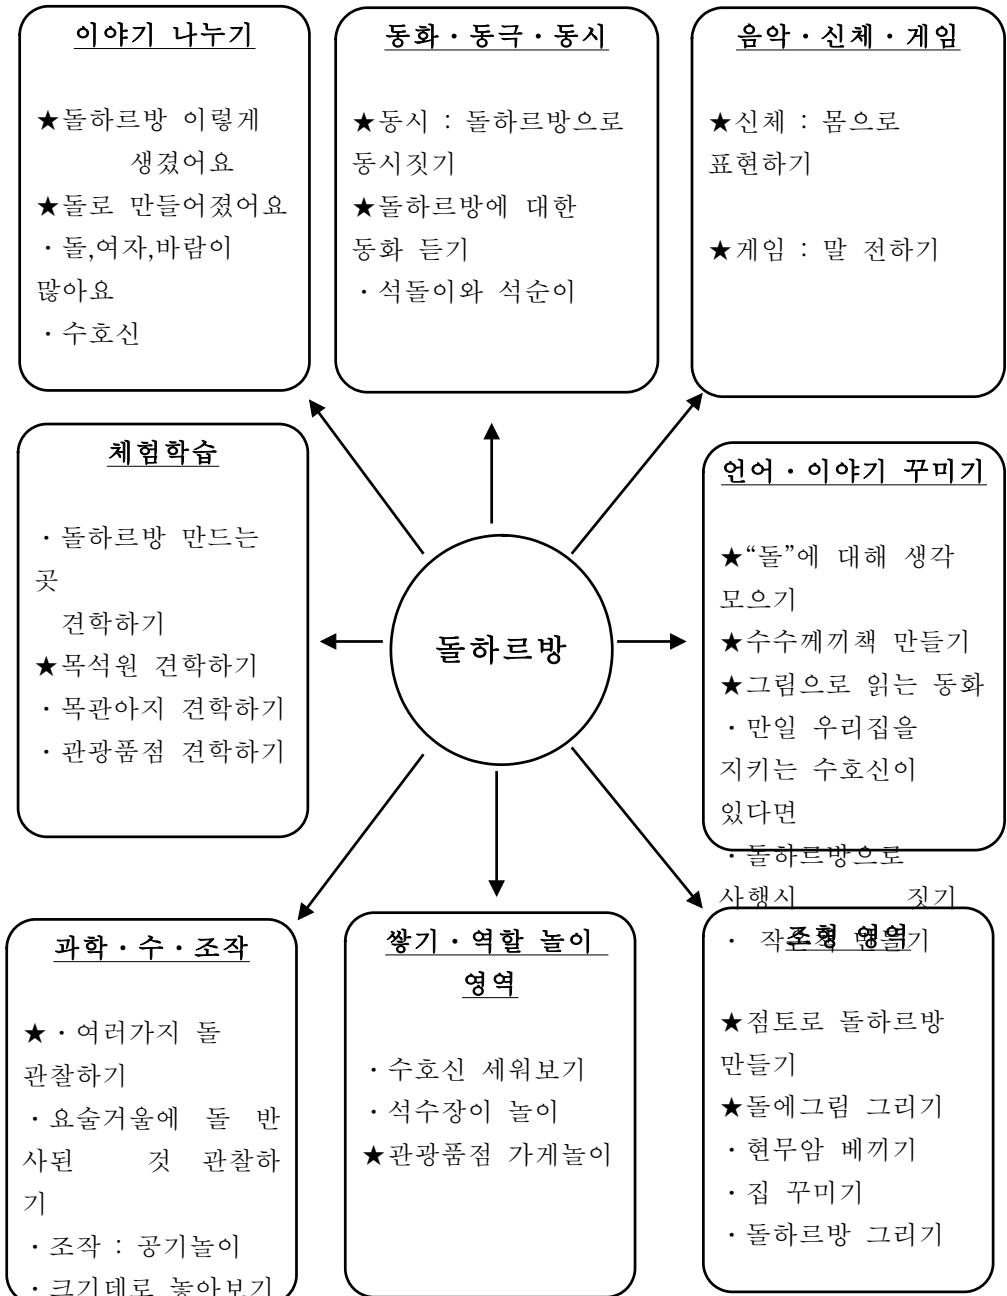 이야기 나누기
★돌하르방 이렇게
생겼어요
★돌로 만들어졌어요
·돌,여자,바람이
많아요
·수호신
동화·동극·동시
★동시 : 돌하르방으로
동시짓기
★돌하르방에 대한
동화 듣기
·석돌이와 석순이
음악·신체·게임
★신체 : 몸으로
표현하기
★게임 : 말 전하기
체험학습
·돌하르방 만드는
곳
견학하기
★목석원 견학하기
·목관아지 견학하기
·관광품점 견학하기
돌하르방
언어·이야기 꾸미기
★“돌”에 대해 생각
모으기
★수수께끼책 만들기
★그림으로 읽는 동화
·만일 우리집을
지키는 수호신이
있다면
·돌하르방으로
사행시 짓기
· 만들기
과학·수·조작
★·여러가지 돌
관찰하기
·요술거울에 돌 반
사된 것 관찰하
기
·조작 : 공기놀이
·크기데로 놓아보기
쌓기·역할 놀이
영역
·수호신 세워보기
·석수장이 놀이
★관광품점 가게놀이
조형 영역
★점토로 돌하르방
만들기
★돌에그림 그리기
·현무암 베끼기
·집 꾸미기
·돌하르방 그리기